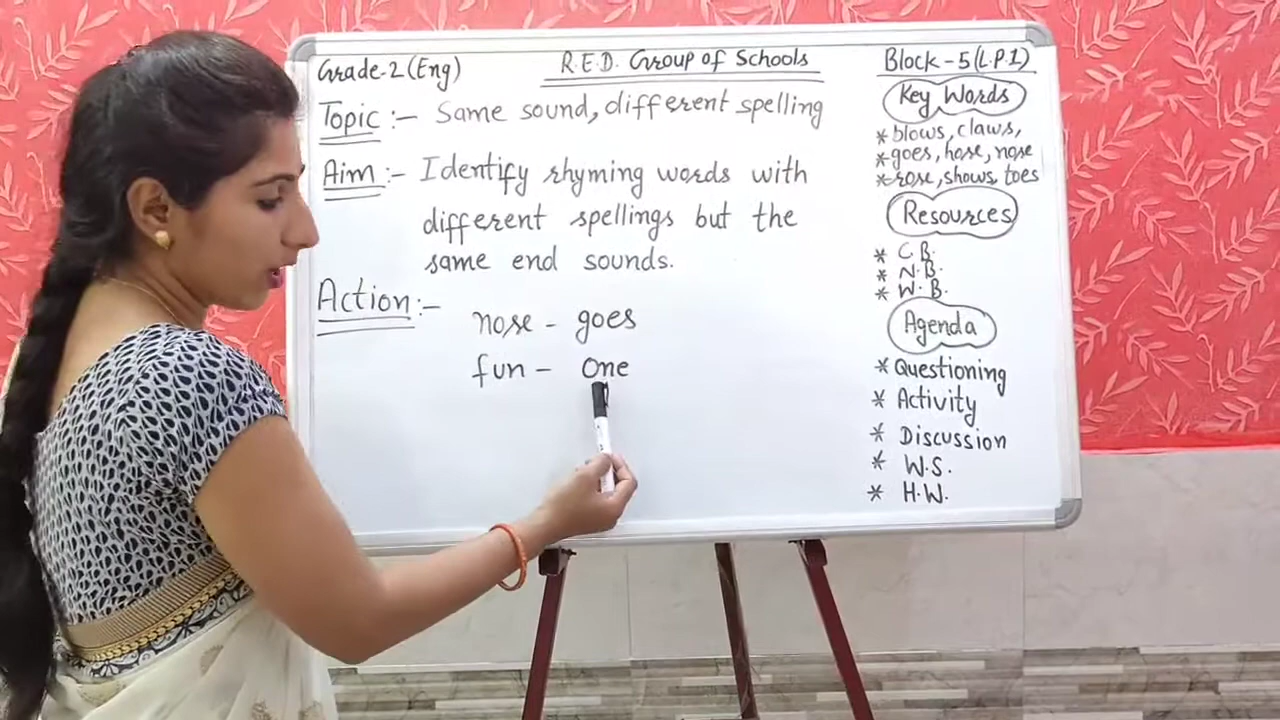 Grade-2 (Eng)
R.E.D. Group of Schools
Block-5 (L.P.1)
Topic :- Same sound, different spelling
Aim :- Identify rhyming words with
different spellings but the
same end sounds.
Action :-
nose - goes
fun - One
Key Words
* blows, claws,
* goes, hose, nose
* rose, shows, toes
Resources
* C.B.
* N.B.
* W.B.
Agenda
* Questioning
* Activity
* Discussion
* W.S.
* H.W.